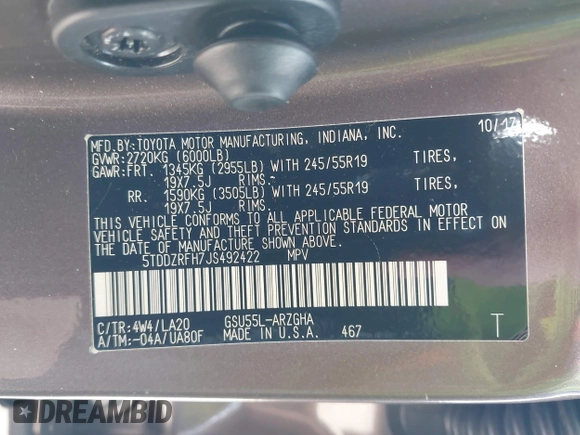 MFD.BY:TOYOTA MOTOR MANUFACTURING, INDIANA, INC. 10/17
GVWR:2720KG (6000LB)
GAWR:FRT. 1345KG (2955LB) WITH 245/55R19 TIRES,
19X7.5J RIMS.
RR. 1590KG (3505LB) WITH 245/55R19 TIRES,
19X7.5J RIMS.
THIS VEHICLE CONFORMS TO ALL APPLICABLE FEDERAL MOTOR
VEHICLE SAFETY AND THEFT PREVENTION STANDARDS IN EFFECT ON
THE DATE OF MANUFACTURE SHOWN ABOVE.
5TDDZRFH7JS492422 MPV
C/TR:4W4/LA20 GSU55L-ARZGHA
A/TM:-04A/UA80F MADE IN U.S.A. 467 T
DREAMBID